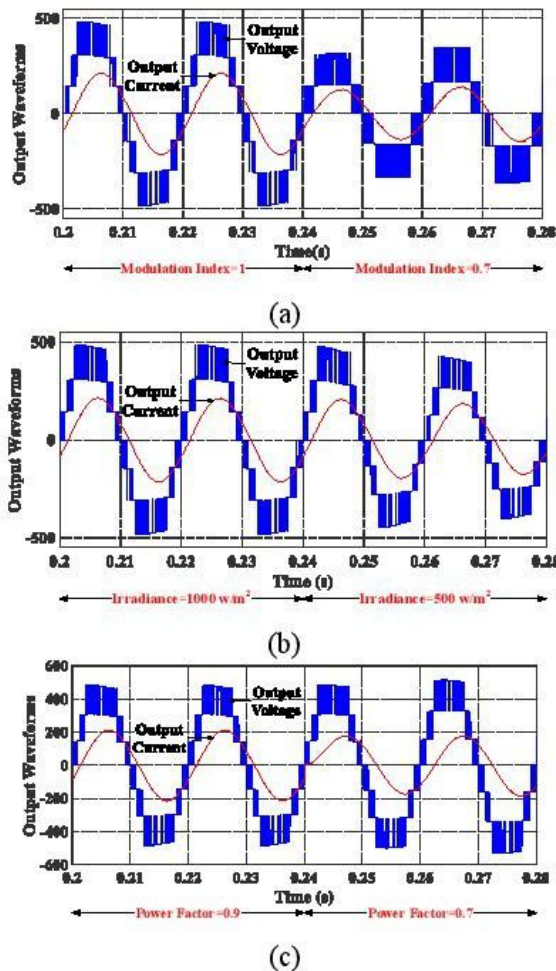 500
Output
Voltage
Output
Current
Output Waveforms
0
-500
0.2 0.21 0.22 0.23 0.24 0.25 0.26 0.27 0.28
Time(s)
Modulation Index=1 Modulation Index=0.7
(a)
500
Output
Voltage
Output
Current
Output Waveforms
0
-500
0.2 0.21 0.22 0.23 0.24 0.25 0.26 0.27 0.28
Time (s)
Irradiance=1000 w/m² Irradiance=500 w/m²
(b)
600
400
Output
Voltage
200
Output
Current
Output Waveforms
0
-200
-400
-600
0.2 0.21 0.22 0.23 0.24 0.25 0.26 0.27 0.28
Time (s)
Power Factor=0.9 Power Factor=0.7
(c)